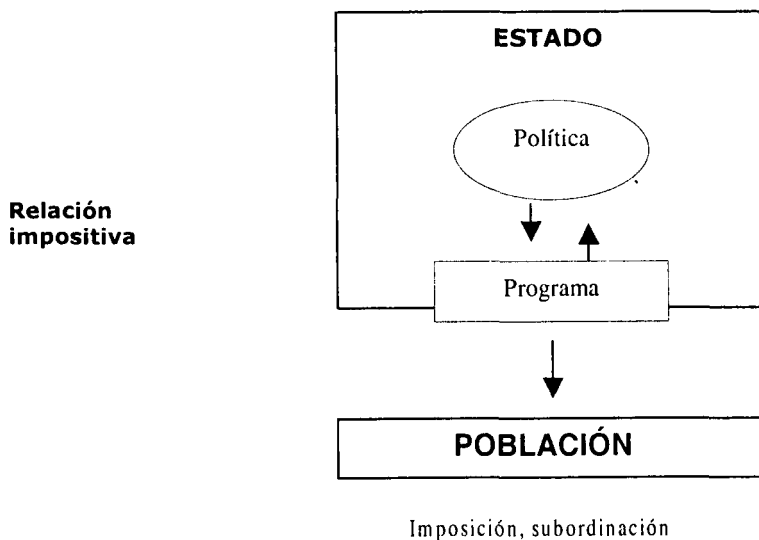 ESTADO
Política
Relación
impositiva
Programa
POBLACIÓN
Imposición, subordinación